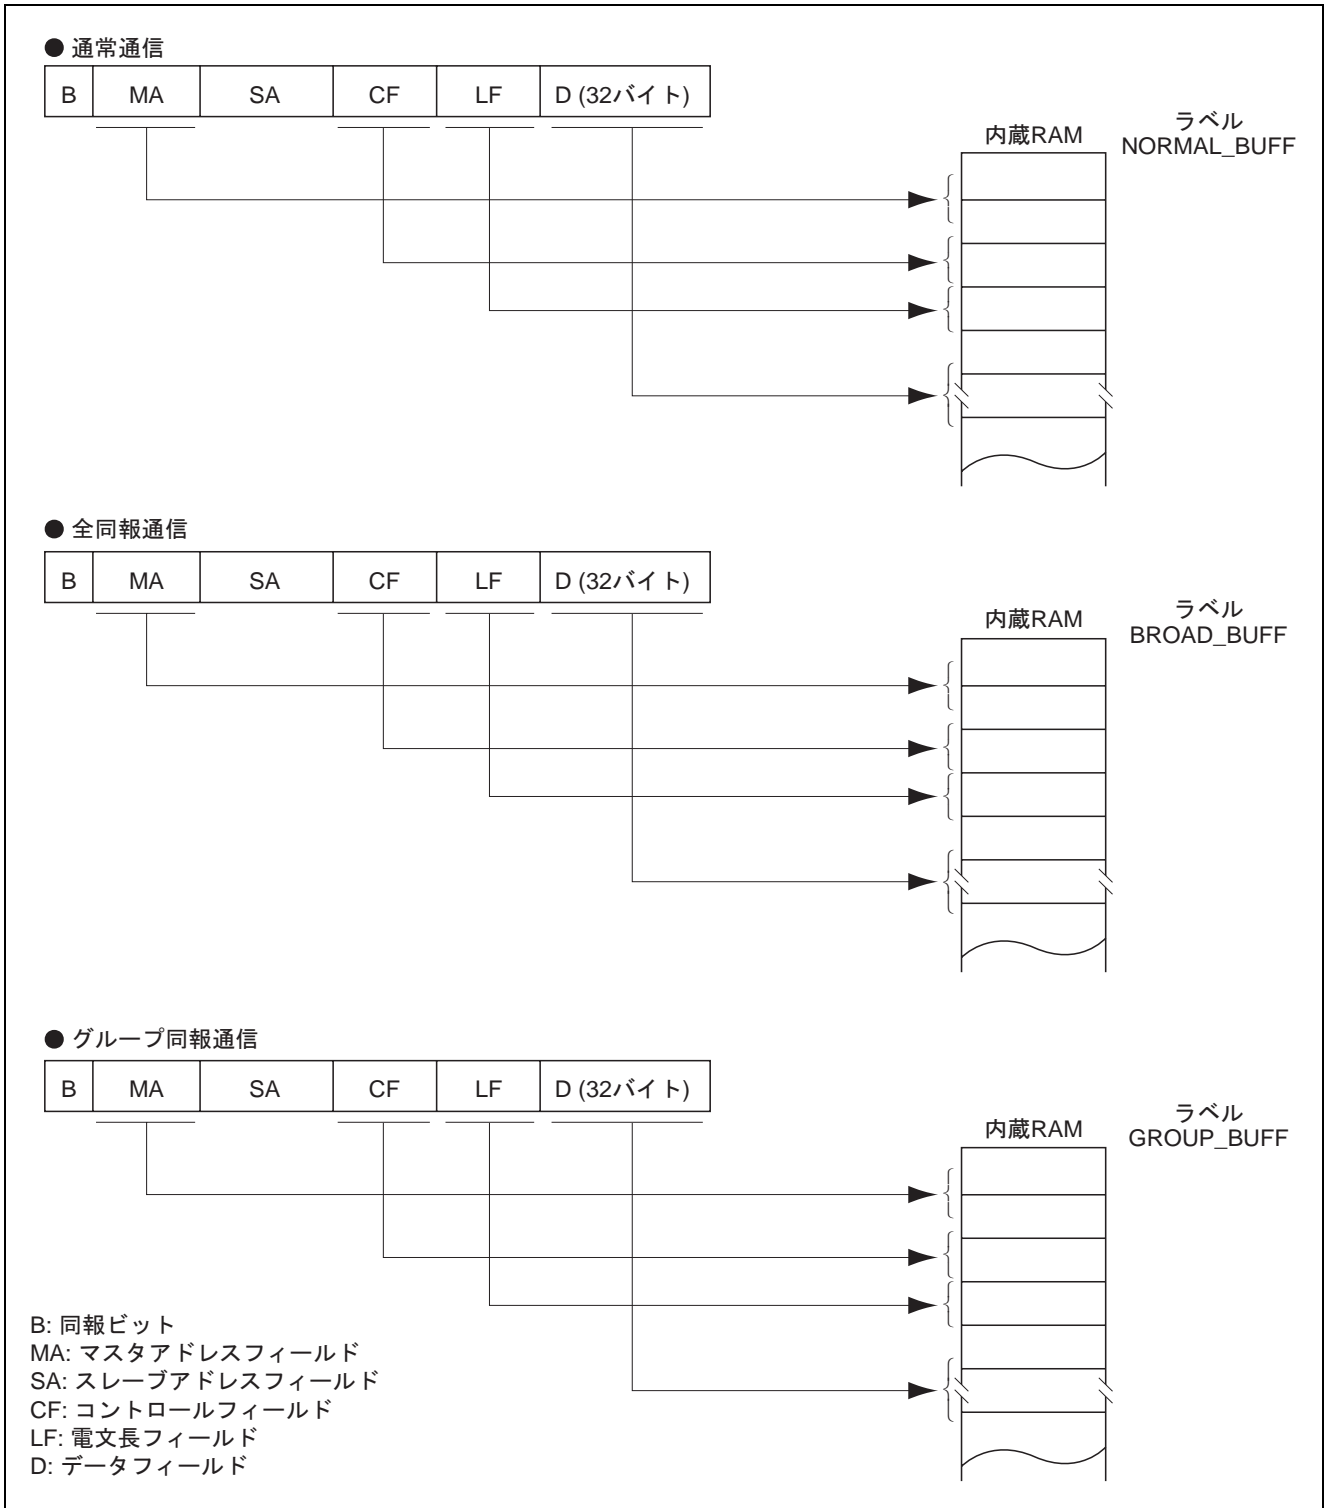 ● 通常通信
B MA SA CF LF D (32バイト)
ラベル
内蔵RAM NORMAL_BUFF
● 全同報通信
B MA SA CF LF D (32バイト)
ラベル
内蔵RAM BROAD_BUFF
● グループ同報通信
B MA SA CF LF D (32バイト)
ラベル
内蔵RAM GROUP_BUFF
B: 同報ビット
MA: マスタアドレスフィールド
SA: スレーブアドレスフィールド
CF: コントロールフィールド
LF: 電文長フィールド
D: データフィールド